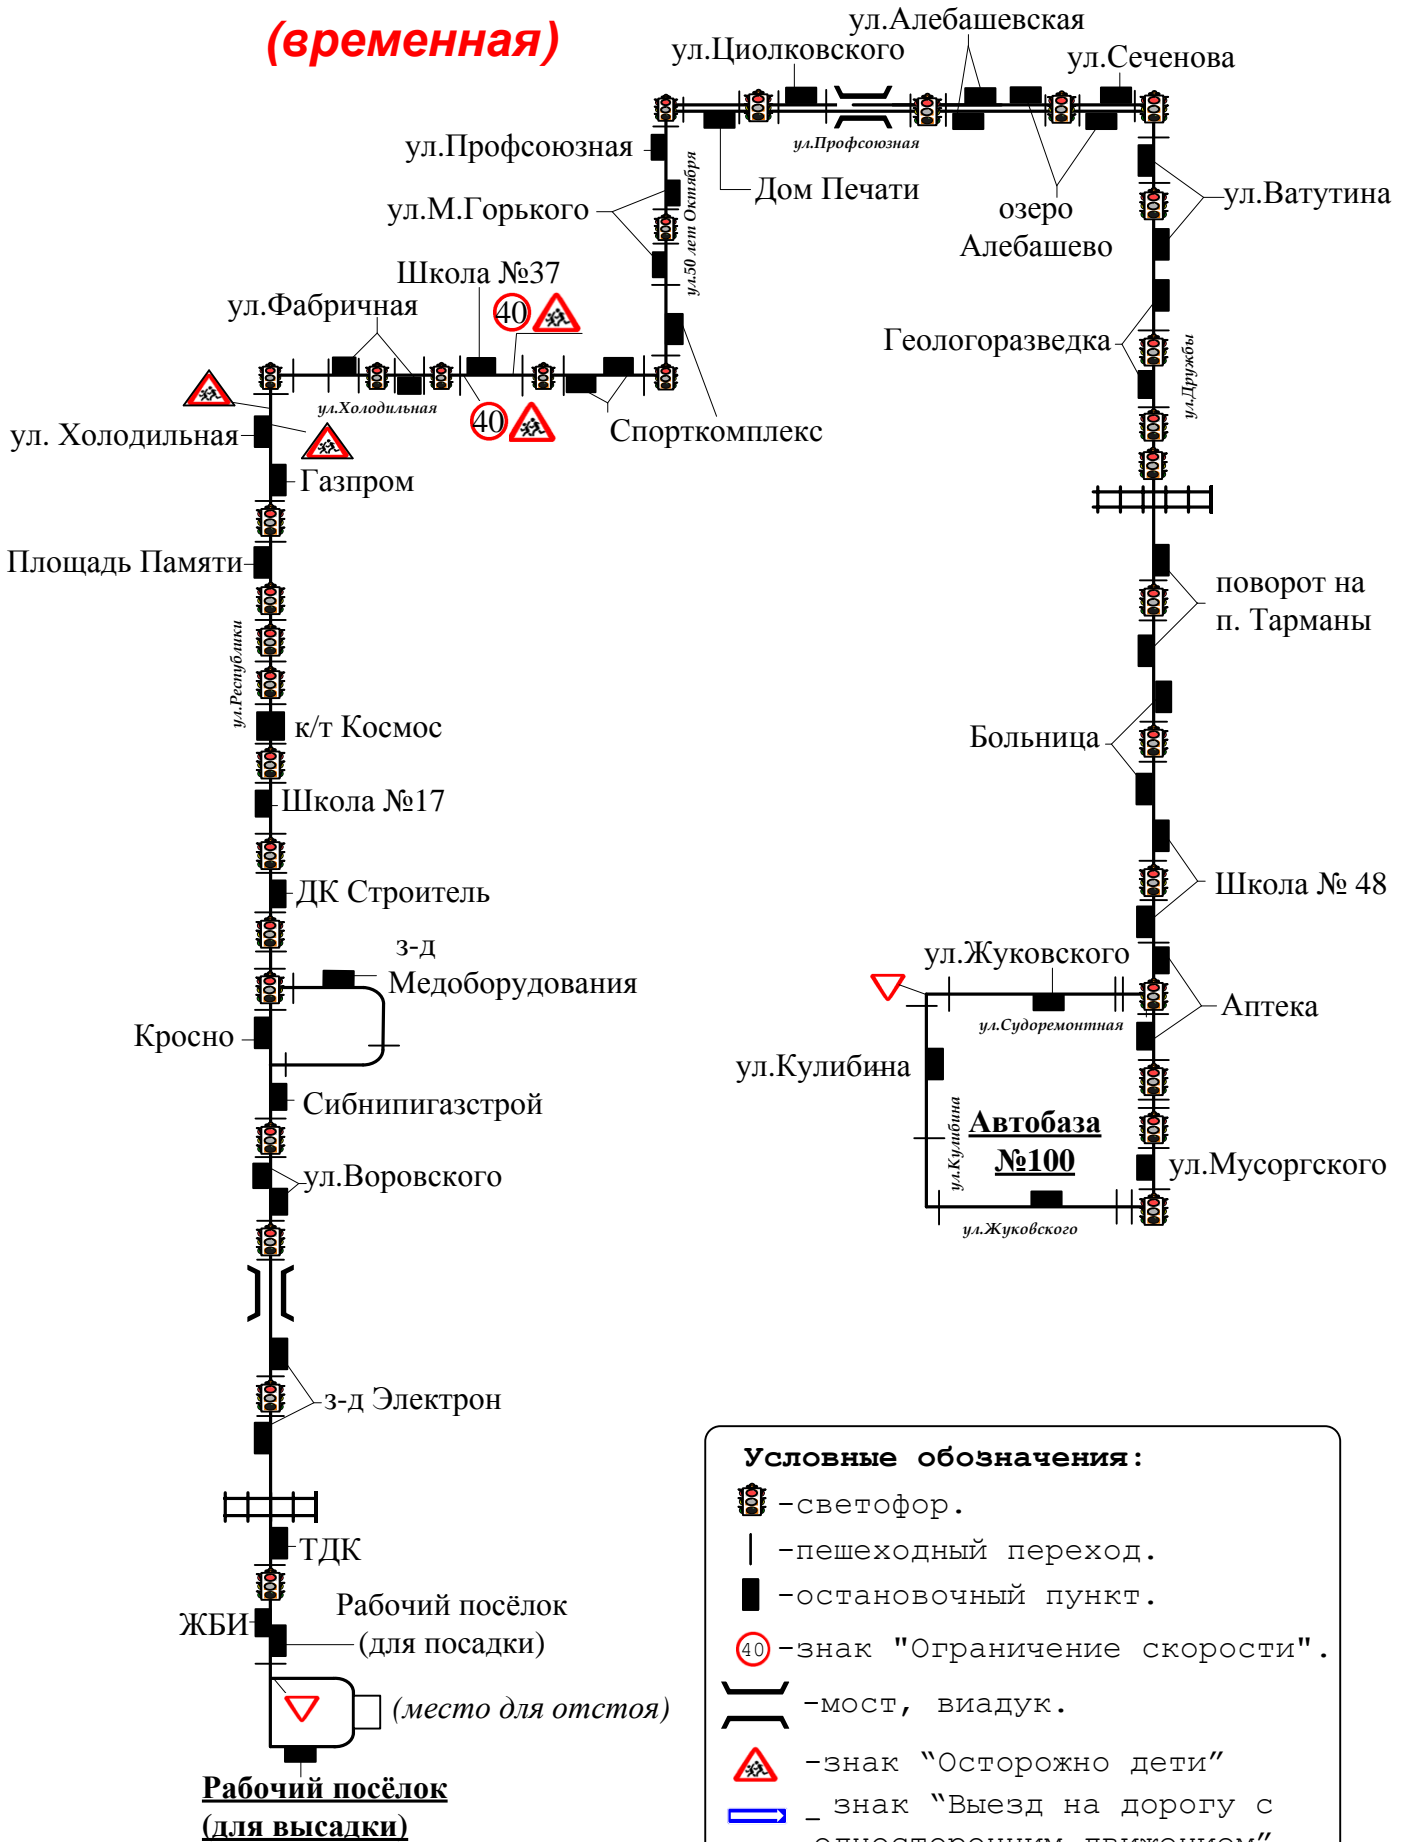 (временная)
ул.Алебашевская
ул.Циолковского
ул.Сеченова
ул.Профсоюзная
ул.Профсоюзная
Дом Печати
ул.М.Горького
ул.50 лет Октября
озеро
Алебашево
ул.Ватутина
Школа №37
40
ул.Фабричная
Геологоразведка
ул.Дружбы
ул.Холодильная
40
Спорткомплекс
ул. Холодильная
Газпром
Площадь Памяти
поворот на
п. Тарманы
ул.Республики
к/т Космос
Больница
Школа №17
ДК Строитель
Школа № 48
з-д
Медоборудования
ул.Жуковского
Аптека
ул.Судоремонтная
Кросно
ул.Кулибина
Сибнипигазстрой
ул.Кулибина
Автобаза
№100
ул.Воровского
ул.Мусоргского
ул.Жуковского
з-д Электрон
ТДК
ЖБИ
Рабочий посёлок
(для посадки)
(место для отстоя)
Рабочий посёлок
(для высадки)
Условные обозначения:
-светофор.
-пешеходный переход.
-остановочный пункт.
40 -знак "Ограничение скорости".
-мост, виадук.
-знак “Осторожно дети”
_ знак “Выезд на дорогу с
односторонним движением”